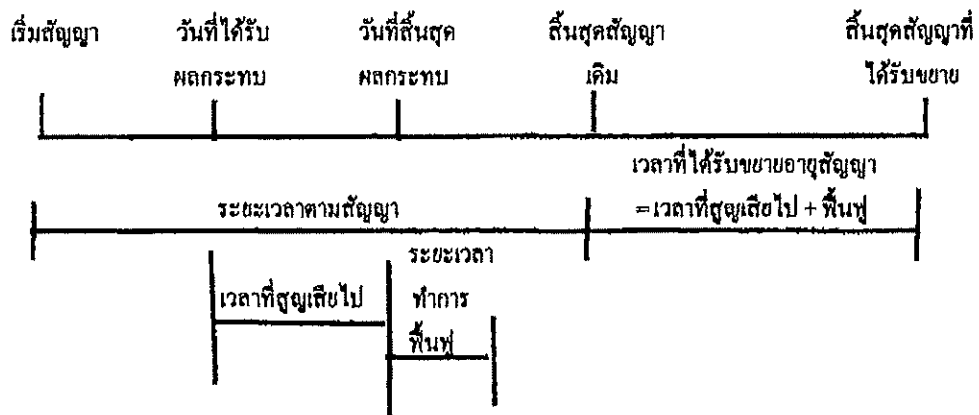 เริ่มสัญญา วันที่ได้รับ วันที่สิ้นสุด สิ้นสุดสัญญา สิ้นสุดสัญญาที่
ผลกระทบ ผลกระทบ เดิม ได้รับขยาย
เวลาที่ได้รับขยายอายุสัญญา
ระยะเวลาตามสัญญา =เวลาที่สูญเสียไป + ฟื้นฟู
ระยะเวลา
เวลาที่สูญเสียไป ทำการ
ฟื้นฟู